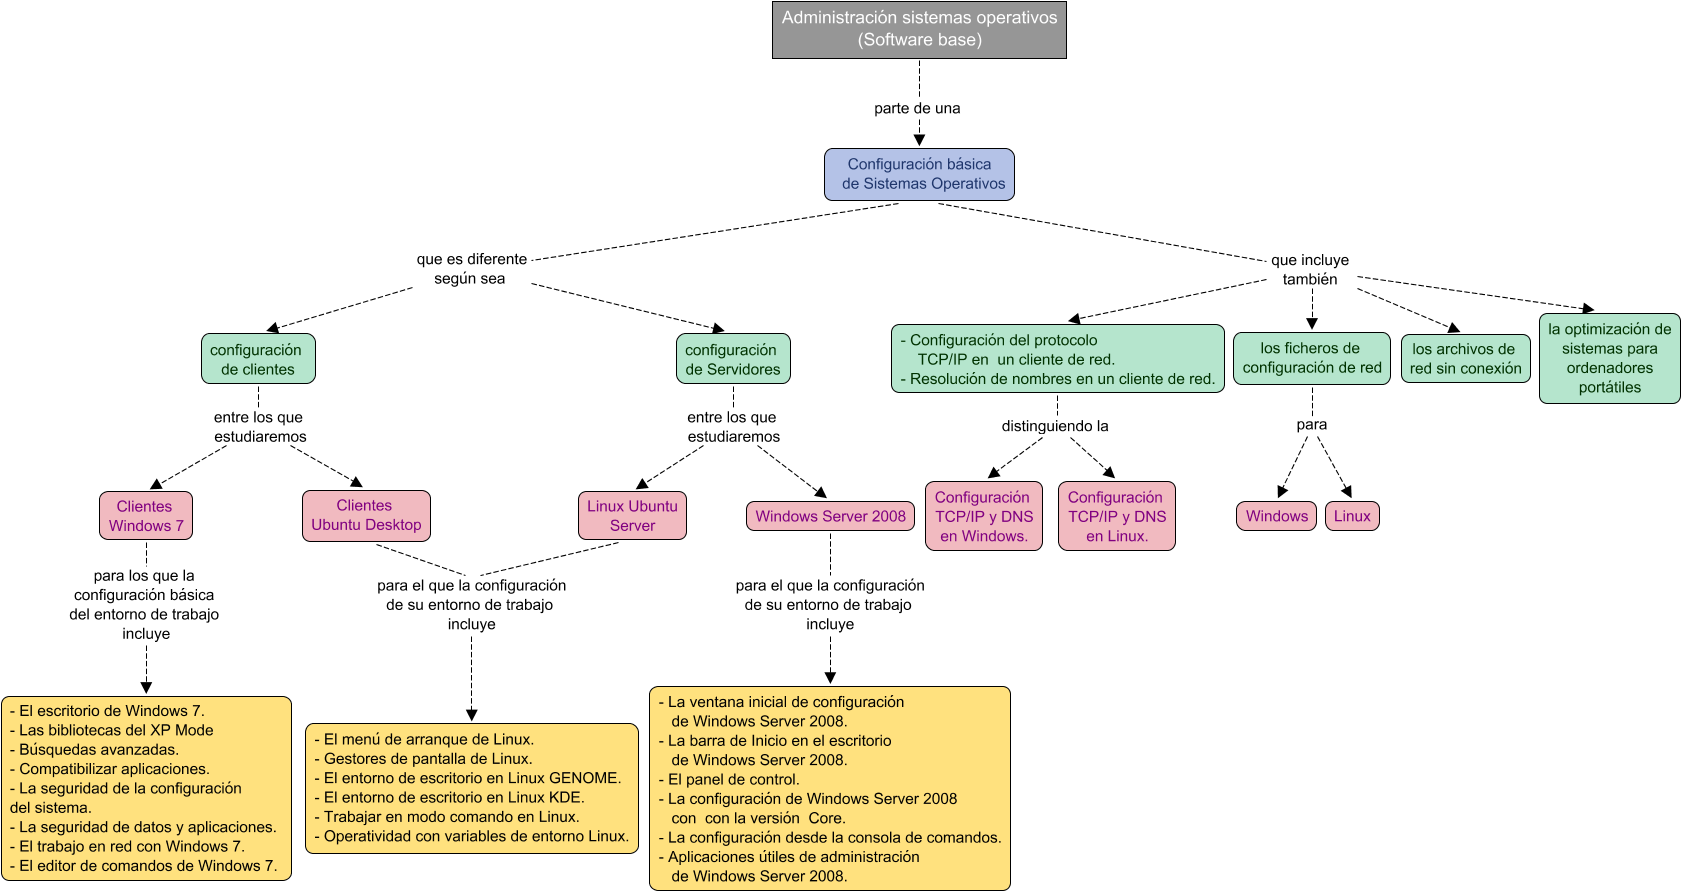 Administración sistemas operativos
(Software base)
parte de una
Configuración básica
de Sistemas Operativos
que es diferente
según sea
que incluye
también
configuración
de clientes
configuración
de Servidores
- Configuración del protocolo
TCP/IP en un cliente de red.
- Resolución de nombres en un cliente de red.
los ficheros de
configuración de red
los archivos de
red sin conexión
la optimización de
sistemas para
ordenadores
portátiles
entre los que
estudiaremos
entre los que
estudiaremos
distinguiendo la
para
Clientes
Windows 7
Clientes
Ubuntu Desktop
Linux Ubuntu
Server
Windows Server 2008
Configuración
TCP/IP y DNS
en Windows.
Configuración
TCP/IP y DNS
en Linux.
Windows
Linux
para los que la
configuración básica
del entorno de trabajo
incluye
para el que la configuración
de su entorno de trabajo
incluye
para el que la configuración
de su entorno de trabajo
incluye
- El escritorio de Windows 7.
- Las bibliotecas del XP Mode
- Búsquedas avanzadas.
- Compatibilizar aplicaciones.
- La seguridad de la configuración
del sistema.
- La seguridad de datos y aplicaciones.
- El trabajo en red con Windows 7.
- El editor de comandos de Windows 7.
- El menú de arranque de Linux.
- Gestores de pantalla de Linux.
- El entorno de escritorio en Linux GENOME.
- El entorno de escritorio en Linux KDE.
- Trabajar en modo comando en Linux.
- Operatividad con variables de entorno Linux.
- La ventana inicial de configuración
de Windows Server 2008.
- La barra de Inicio en el escritorio
de Windows Server 2008.
- El panel de control.
- La configuración de Windows Server 2008
con con la versión Core.
- La configuración desde la consola de comandos.
- Aplicaciones útiles de administración
de Windows Server 2008.